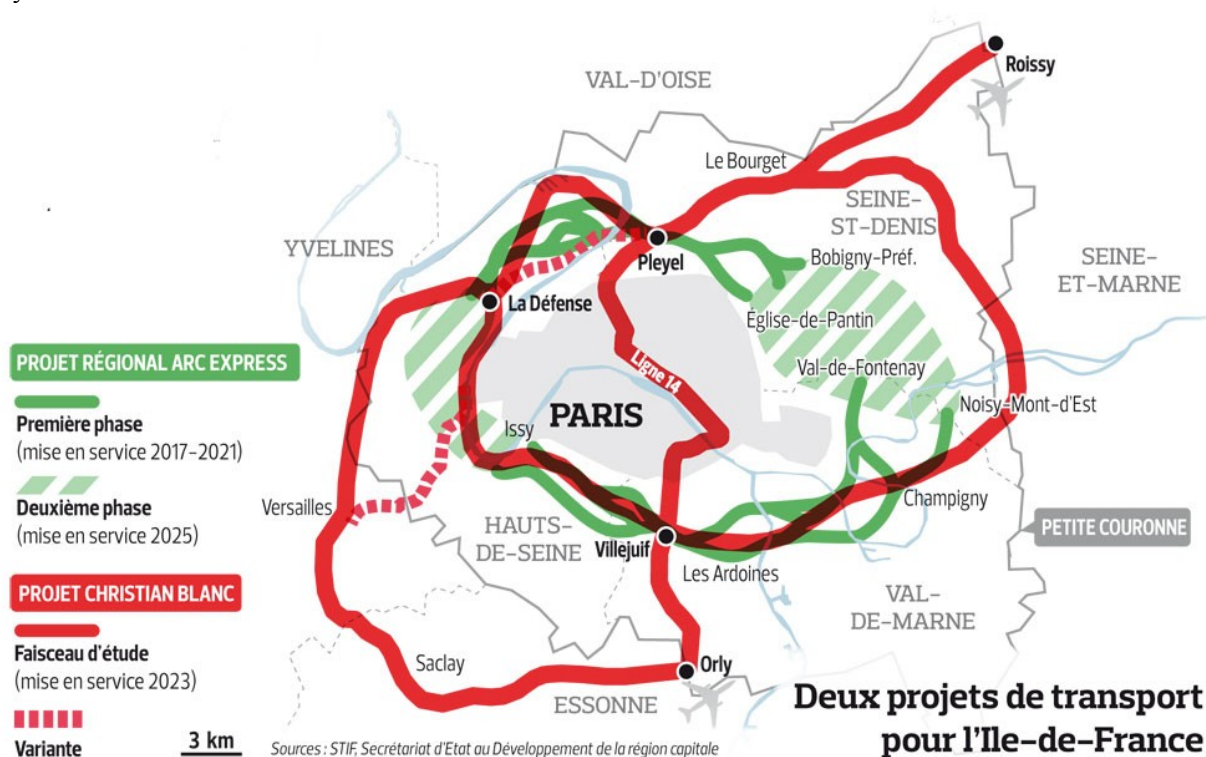 Roissy
VAL-D'OISE
Le Bourget
SEINE-
ST-DENIS
YVELINES
Pleyel
Bobigny-Préf.
SEINE-
ET-MARNE
La Défense
Église-de-Pantin
PROJET RÉGIONAL ARC EXPRESS
Ligne 14
Val-de-Fontenay
Première phase
(mise en service 2017-2021)
PARIS
Noisy-Mont-d'Est
Issy
Deuxième phase
(mise en service 2025)
Versailles
Champigny
HAUTS-
DE-SEINE
Villejuif
PETITE COURONNE
Les Ardoines
PROJET CHRISTIAN BLANC
VAL-
DE-MARNE
Faisceau d'étude
(mise en service 2023)
Saclay
Orly
ESSONNE
Variante
3 km
Sources : STIF, Secrétariat d'Etat au Développement de la région capitale
Deux projets de transport
pour l'Ile-de-France